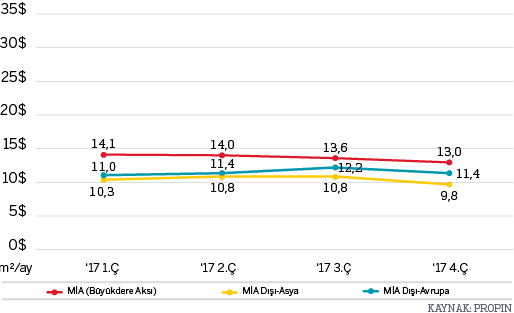 35$
30$
25$
20$
15$
10$
5$
0$
14,1 14,0 13,6 13,0
11,0 11,4 12,2 11,4
10,3 10,8 10,8 9,8
m²/ay '17 1.Ç '17 2.Ç '17 3.Ç '17 4.Ç
MİA (Büyükdere Aksı) MİA Dışı-Asya MİA Dışı-Avrupa
KAYNAK: PROPIN